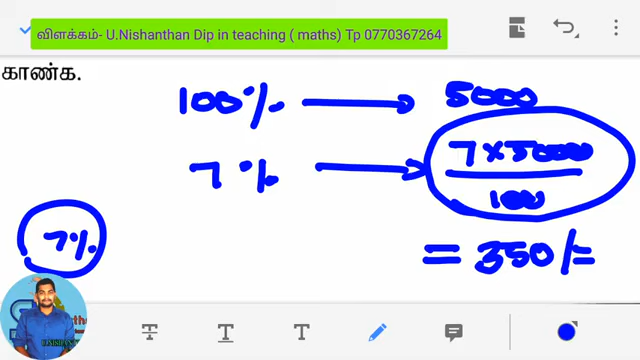 விளக்கம்- U.Nishanthan Dip in teaching ( maths) Tp 0770367264
காண்க.
100% → 5000
7% → 7×5000
100
7%
= 350/=